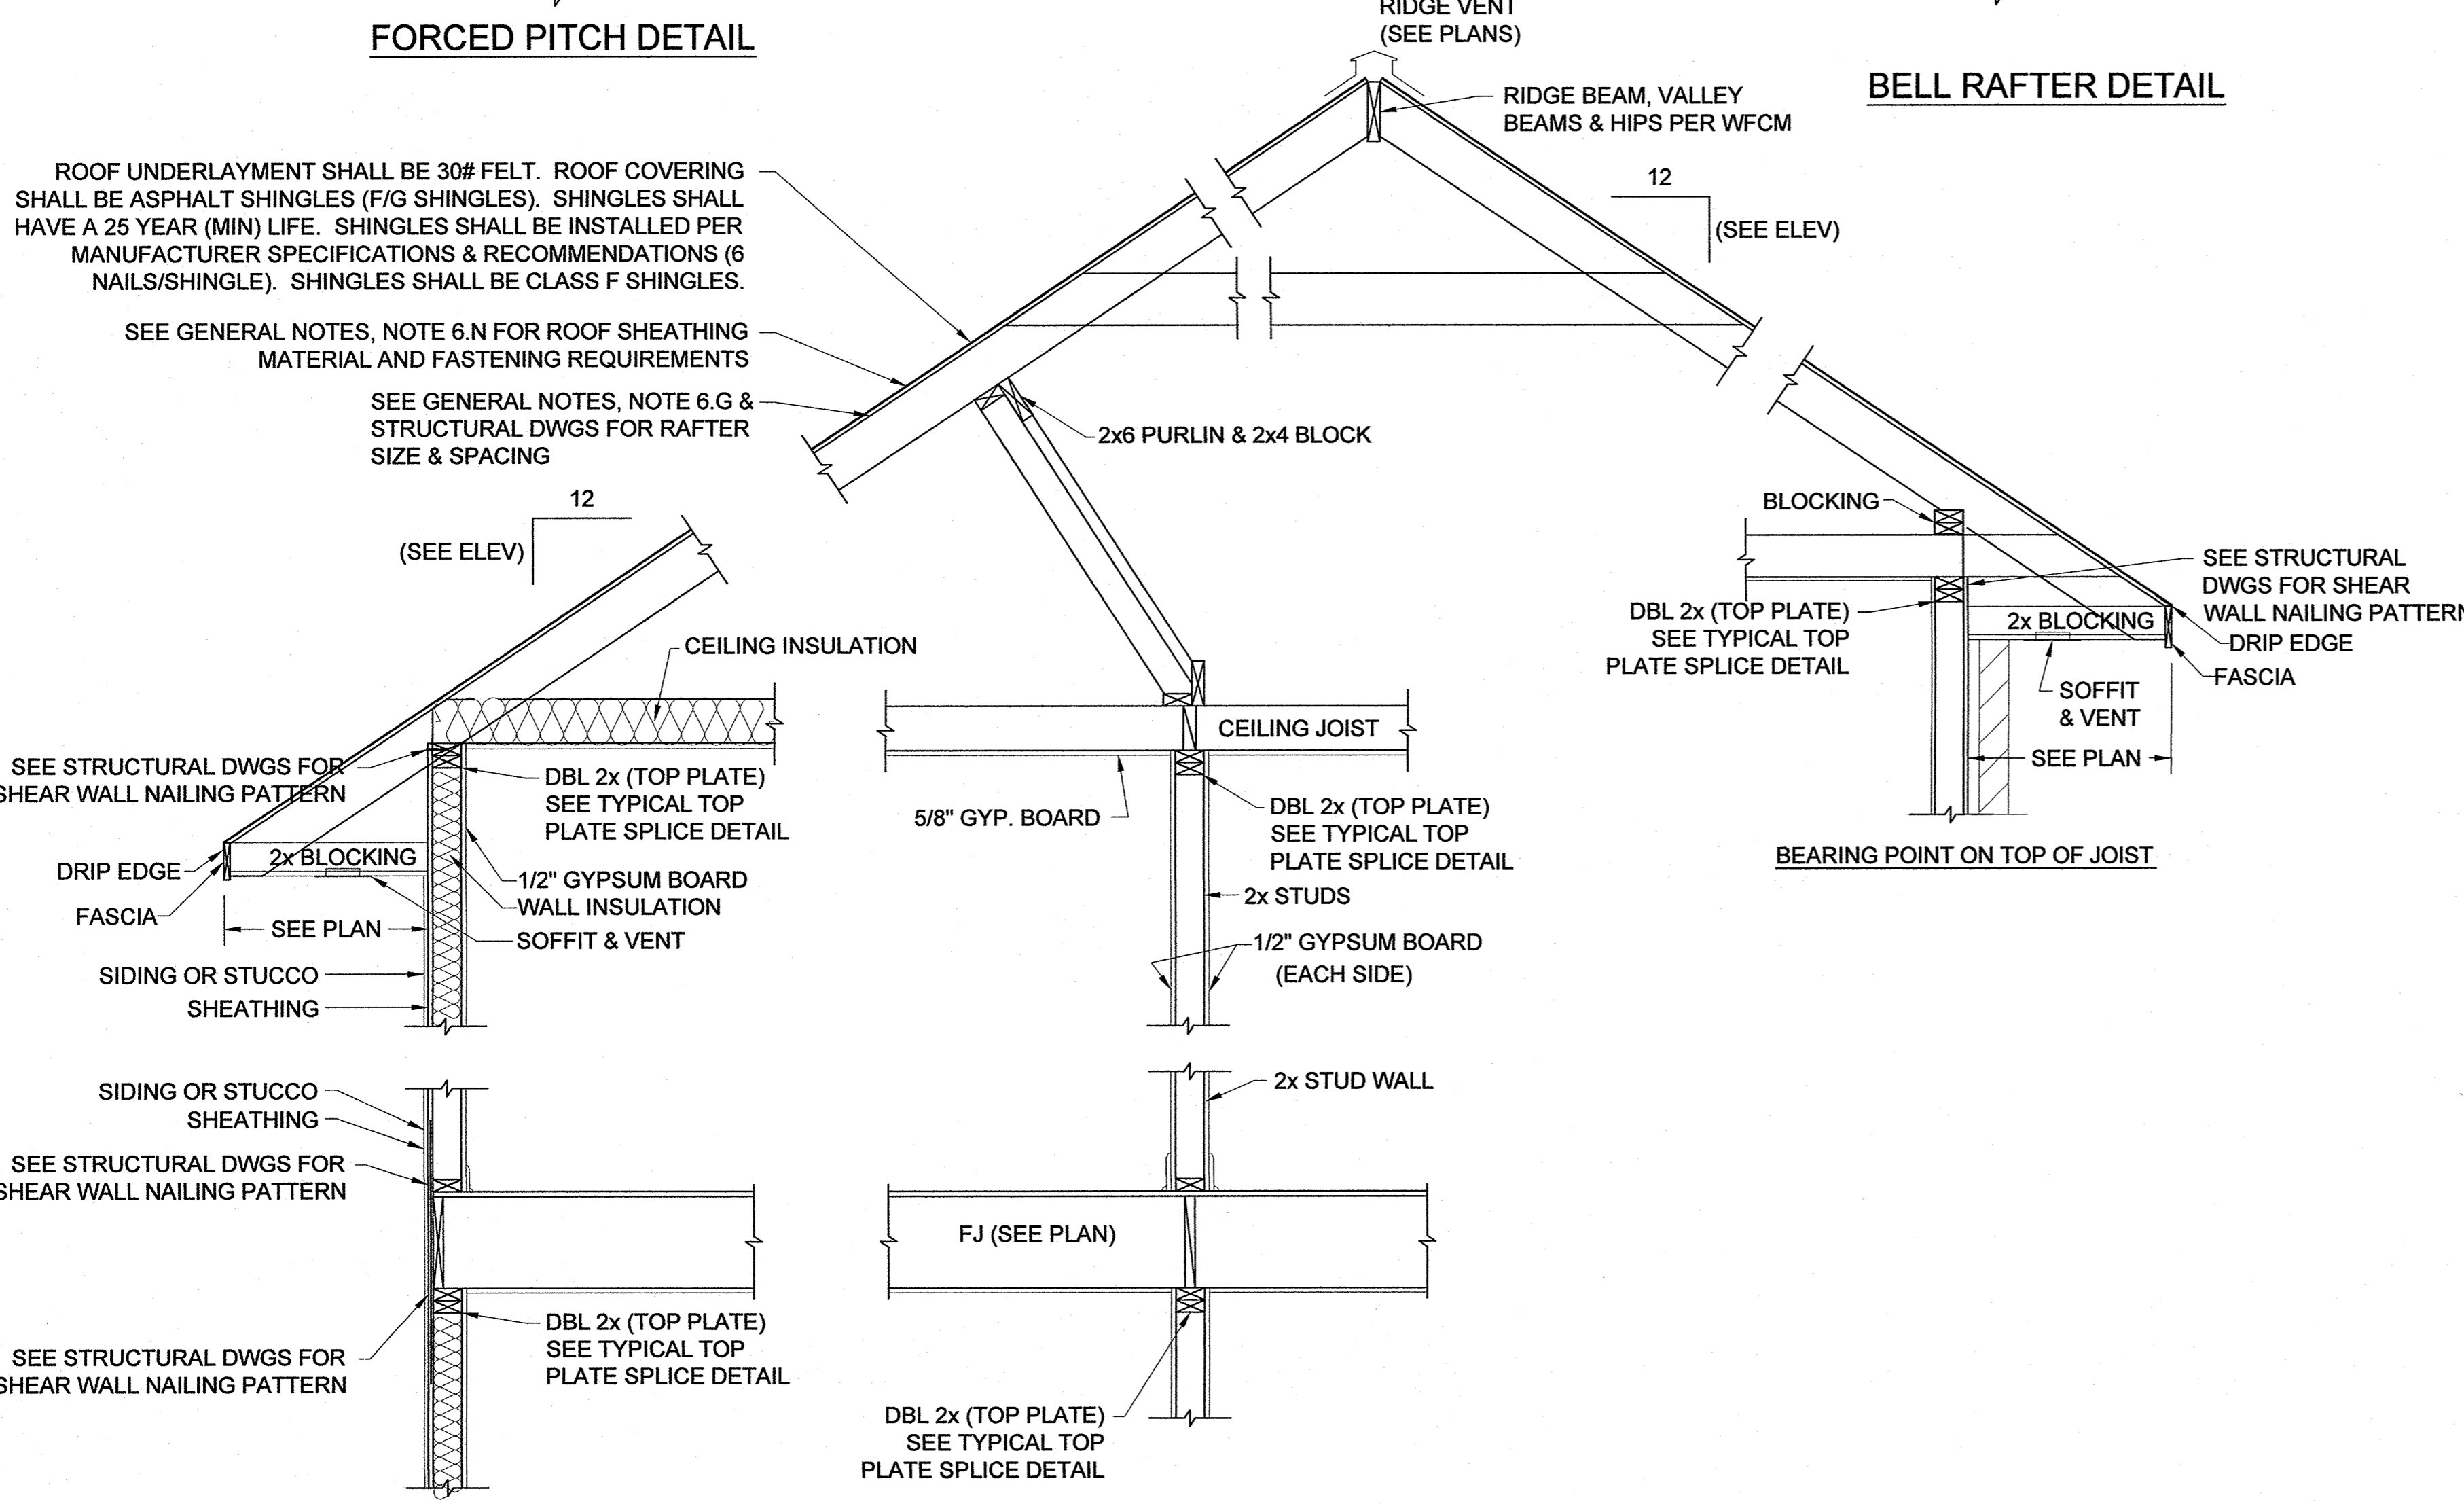 FORCED PITCH DETAIL
RIDGE VENT
(SEE PLANS)
BELL RAFTER DETAIL
RIDGE BEAM, VALLEY
BEAMS & HIPS PER WFCM
ROOF UNDERLAYMENT SHALL BE 30# FELT. ROOF COVERING
SHALL BE ASPHALT SHINGLES (F/G SHINGLES). SHINGLES SHALL
HAVE A 25 YEAR (MIN) LIFE. SHINGLES SHALL BE INSTALLED PER
MANUFACTURER SPECIFICATIONS & RECOMMENDATIONS (6
NAILS/SHINGLE). SHINGLES SHALL BE CLASS F SHINGLES.
12
(SEE ELEV)
SEE GENERAL NOTES, NOTE 6.N FOR ROOF SHEATHING
MATERIAL AND FASTENING REQUIREMENTS
SEE GENERAL NOTES, NOTE 6.G &
STRUCTURAL DWGS FOR RAFTER
SIZE & SPACING
2x6 PURLIN & 2x4 BLOCK
12
(SEE ELEV)
BLOCKING
SEE STRUCTURAL
DWGS FOR SHEAR
WALL NAILING PATTERN
DBL 2x (TOP PLATE)
SEE TYPICAL TOP
PLATE SPLICE DETAIL
2x BLOCKING
DRIP EDGE
FASCIA
SOFFIT
& VENT
SEE PLAN
BEARING POINT ON TOP OF JOIST
CEILING INSULATION
SEE STRUCTURAL DWGS FOR
SHEAR WALL NAILING PATTERN
DBL 2x (TOP PLATE)
SEE TYPICAL TOP
PLATE SPLICE DETAIL
2x BLOCKING
DRIP EDGE
FASCIA
SEE PLAN
1/2" GYPSUM BOARD
WALL INSULATION
SOFFIT & VENT
SIDING OR STUCCO
SHEATHING
CEILING JOIST
5/8" GYP. BOARD
DBL 2x (TOP PLATE)
SEE TYPICAL TOP
PLATE SPLICE DETAIL
2x STUDS
1/2" GYPSUM BOARD
(EACH SIDE)
SIDING OR STUCCO
SHEATHING
SEE STRUCTURAL DWGS FOR
SHEAR WALL NAILING PATTERN
SEE STRUCTURAL DWGS FOR
SHEAR WALL NAILING PATTERN
DBL 2x (TOP PLATE)
SEE TYPICAL TOP
PLATE SPLICE DETAIL
2x STUD WALL
FJ (SEE PLAN)
DBL 2x (TOP PLATE)
SEE TYPICAL TOP
PLATE SPLICE DETAIL